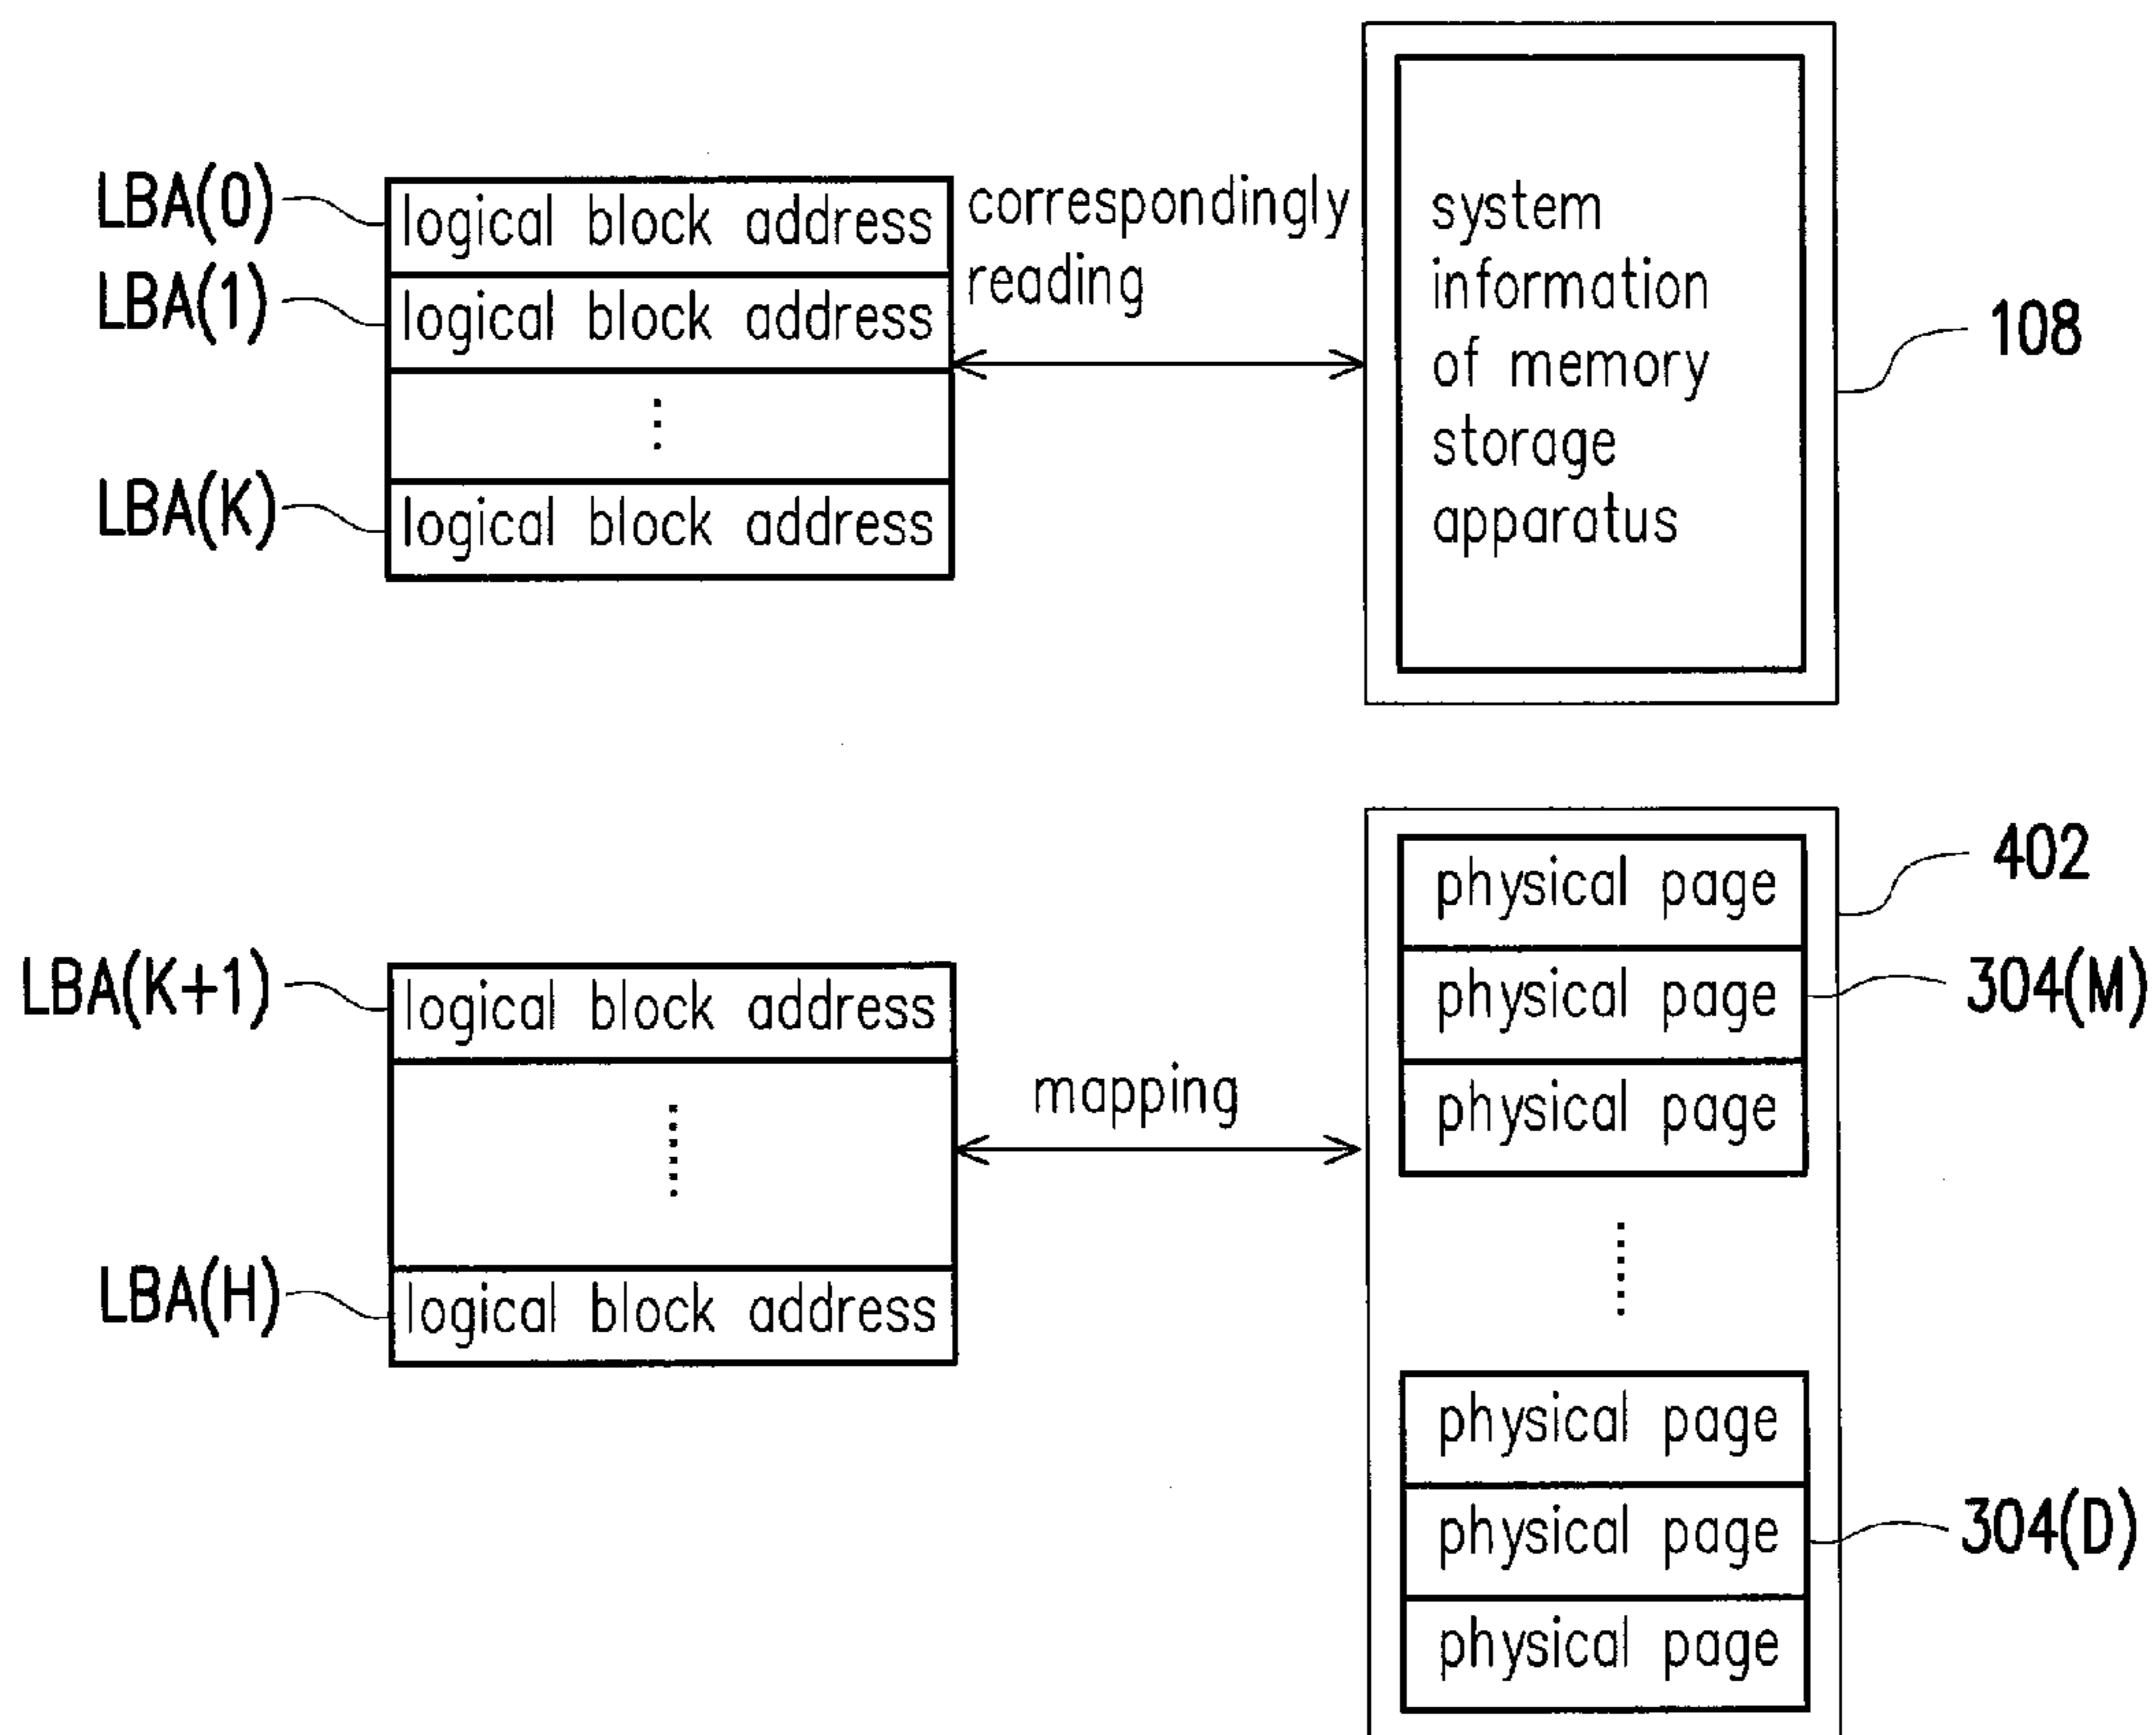 LBA(0)
logical block address
LBA(1)
logical block address
LBA(K)
logical block address
correspondingly
reading
system
information
of memory
storage
apparatus
108
LBA(K+1)
logical block address
LBA(H)
logical block address
mapping
physical page
402
physical page
304(M)
physical page
physical page
physical page
304(D)
physical page